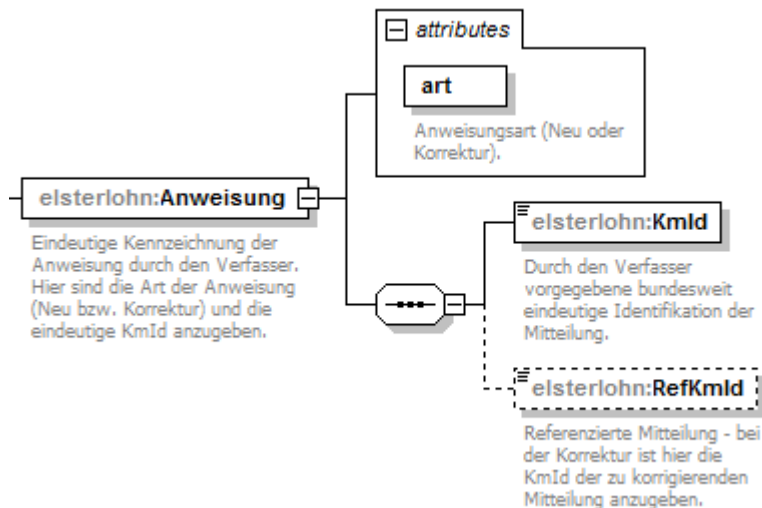 attributes
art
Anweisungsart (Neu oder
Korrektur).
elsterlohn:Anweisung
Eindeutige Kennzeichnung der
Anweisung durch den Verfasser.
Hier sind die Art der Anweisung
(Neu bzw. Korrektur) und die
eindeutige KmId anzugeben.
elsterlohn:KmId
Durch den Verfasser
vorgegebene bundesweit
eindeutige Identifikation der
Mitteilung.
elsterlohn:RefKmId
Referenzierte Mitteilung - bei
der Korrektur ist hier die
KmId der zu korrigierenden
Mitteilung anzugeben.